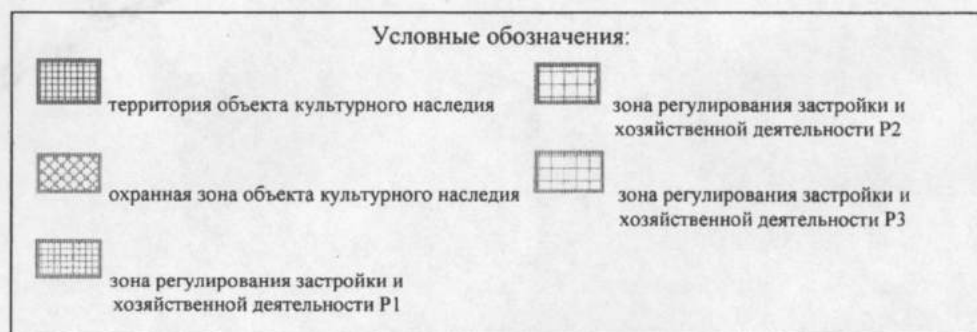 Условные обозначения:
территория объекта культурного наследия
охранная зона объекта культурного наследия
зона регулирования застройки и
хозяйственной деятельности Р1
зона регулирования застройки и
хозяйственной деятельности Р2
зона регулирования застройки и
хозяйственной деятельности Р3